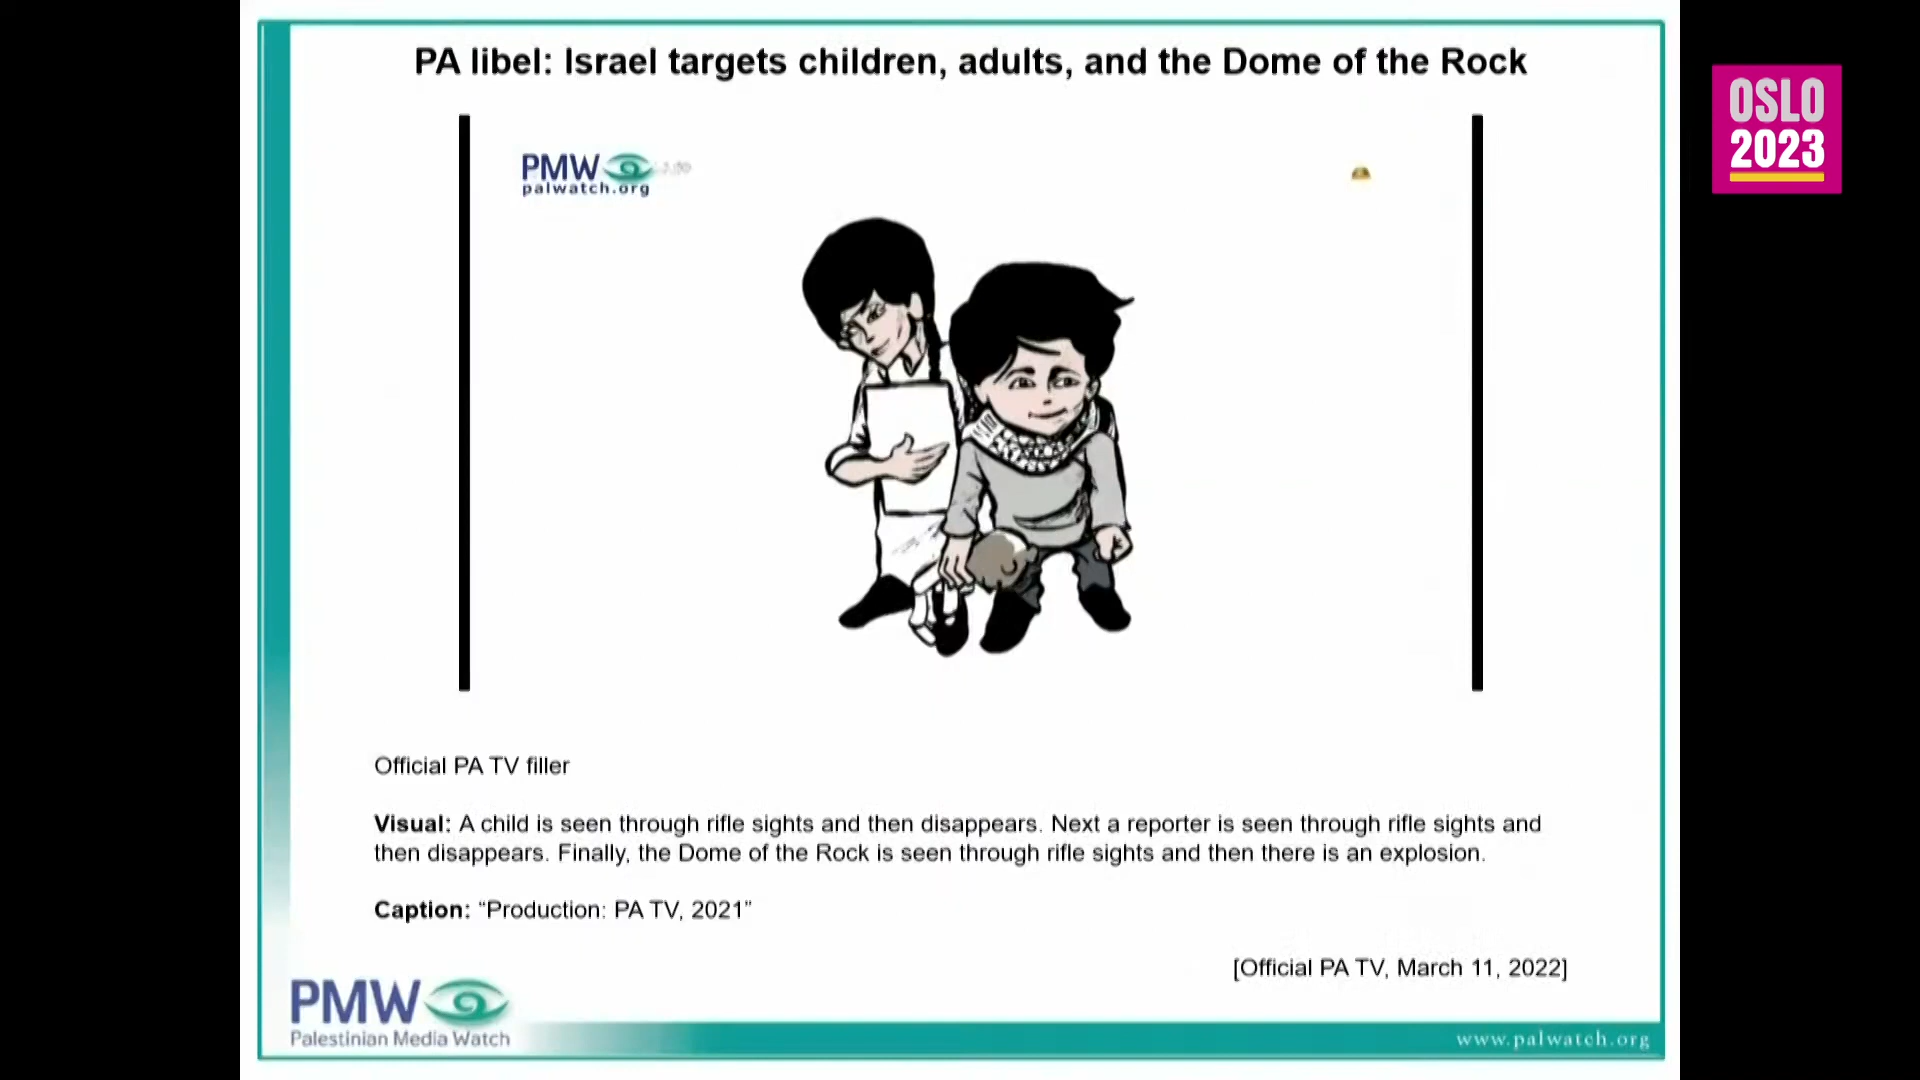 PA libel: Israel targets children, adults, and the Dome of the Rock
OSLO
2023
PMW
palwatch.org
Official PA TV filler
Visual: A child is seen through rifle sights and then disappears. Next a reporter is seen through rifle sights and
then disappears. Finally, the Dome of the Rock is seen through rifle sights and then there is an explosion.
Caption: “Production: PA TV, 2021”
[Official PA TV, March 11, 2022]
PMW
Palestinian Media Watch
www.palwatch.org